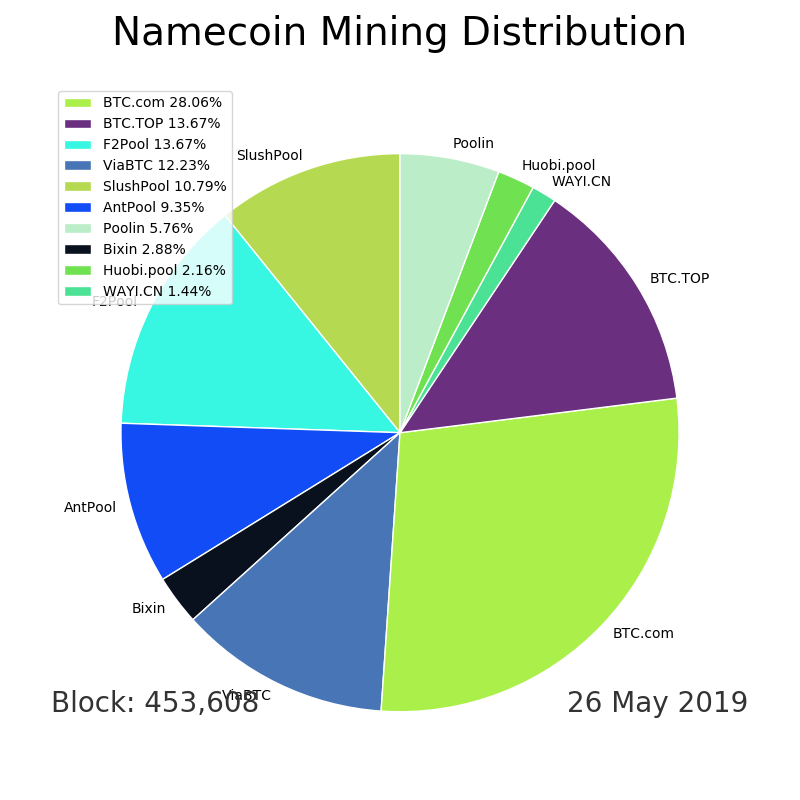 Namecoin Mining Distribution
BTC.com 28.06%
BTC.TOP 13.67%
F2Pool 13.67%
ViaBTC 12.23%
SlushPool 10.79%
AntPool 9.35%
Poolin 5.76%
Bixin 2.88%
Huobi.pool 2.16%
WAYI.CN 1.44%
Poolin
SlushPool
Huobi.pool
WAYI.CN
BTC.TOP
F2Pool
AntPool
Bixin
BTC.com
ViaBTC
Block: 453,608
26 May 2019